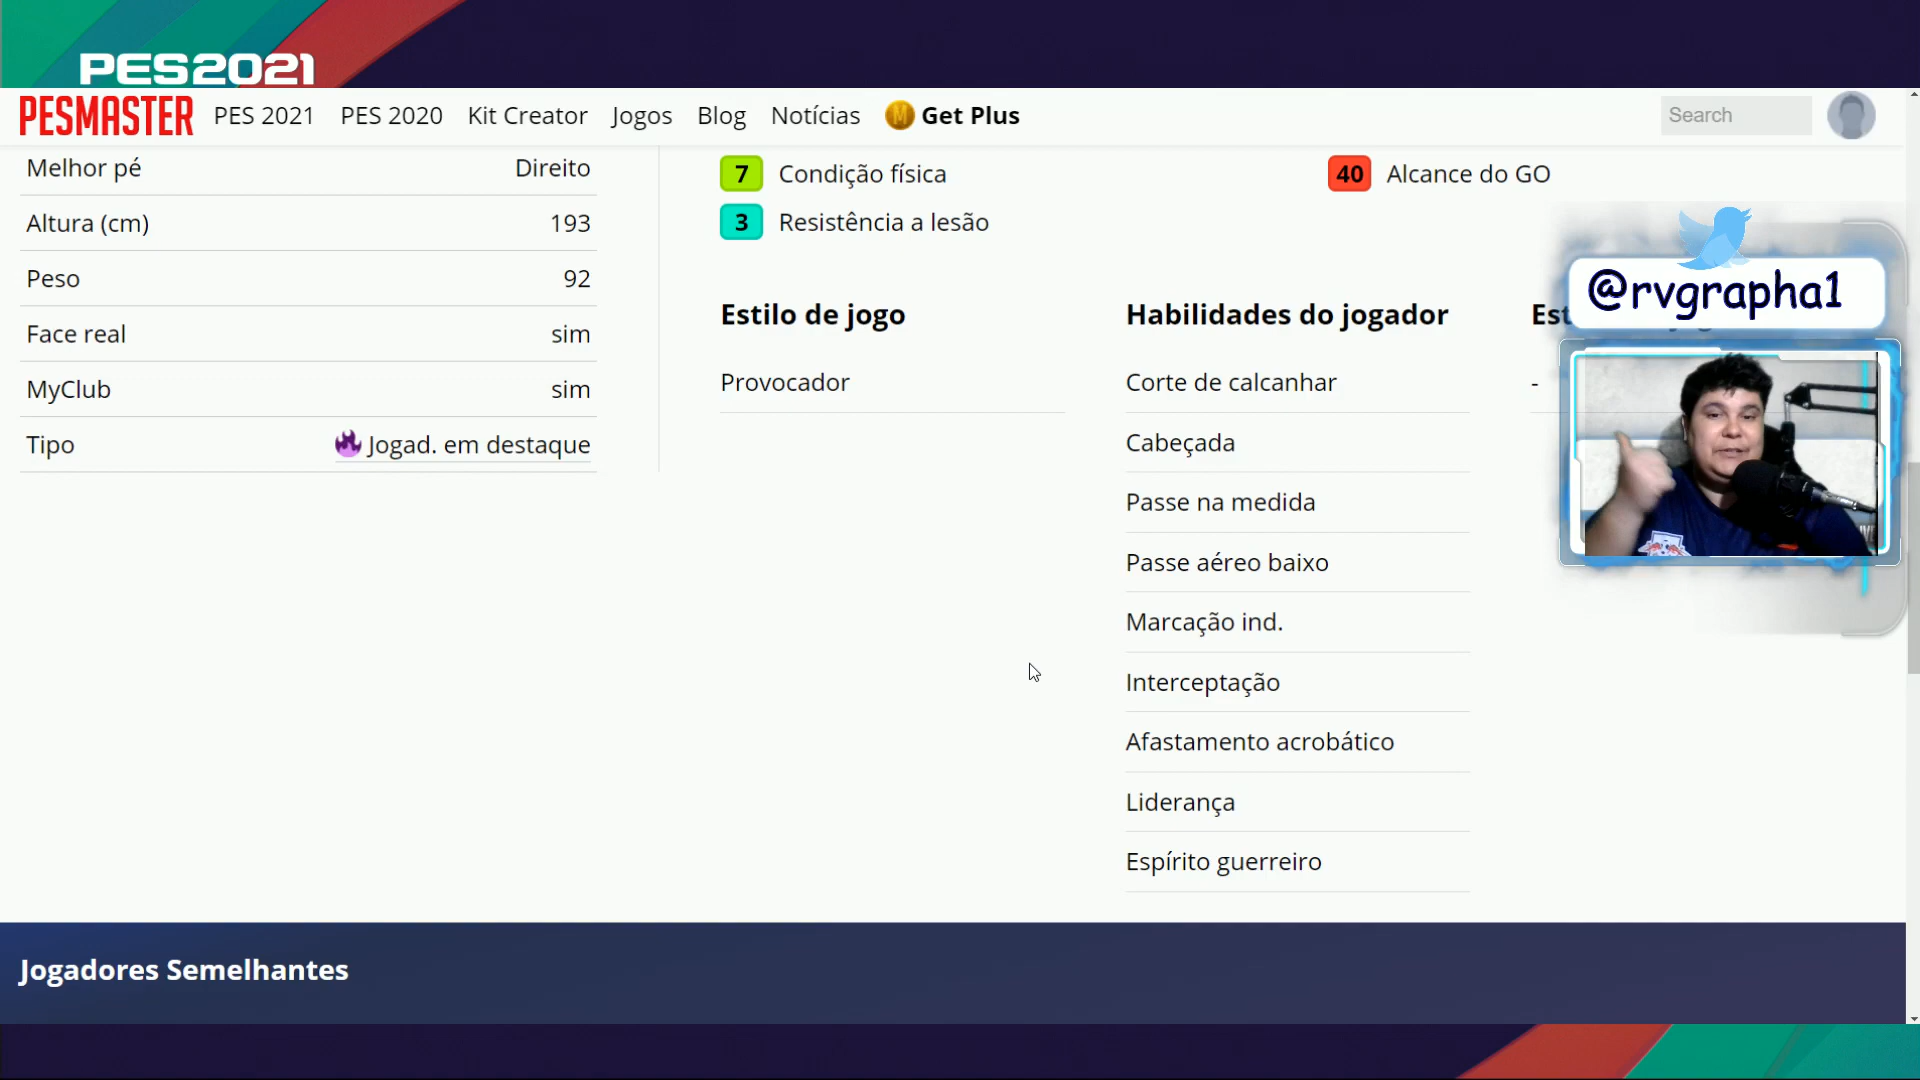 PES2021
PESMASTER PES 2021 PES 2020 Kit Creator Jogos Blog Notícias M Get Plus Search
Melhor pé Direito
Altura (cm) 193
Peso 92
Face real sim
MyClub sim
Tipo Jogad. em destaque
7 Condição física
3 Resistência a lesão
40 Alcance do GO
@rvgrapha1
Estilo de jogo
Provocador
Habilidades do jogador
Corte de calcanhar
Cabeçada
Passe na medida
Passe aéreo baixo
Marcação ind.
Interceptação
Afastamento acrobático
Liderança
Espírito guerreiro
-
Jogadores Semelhantes